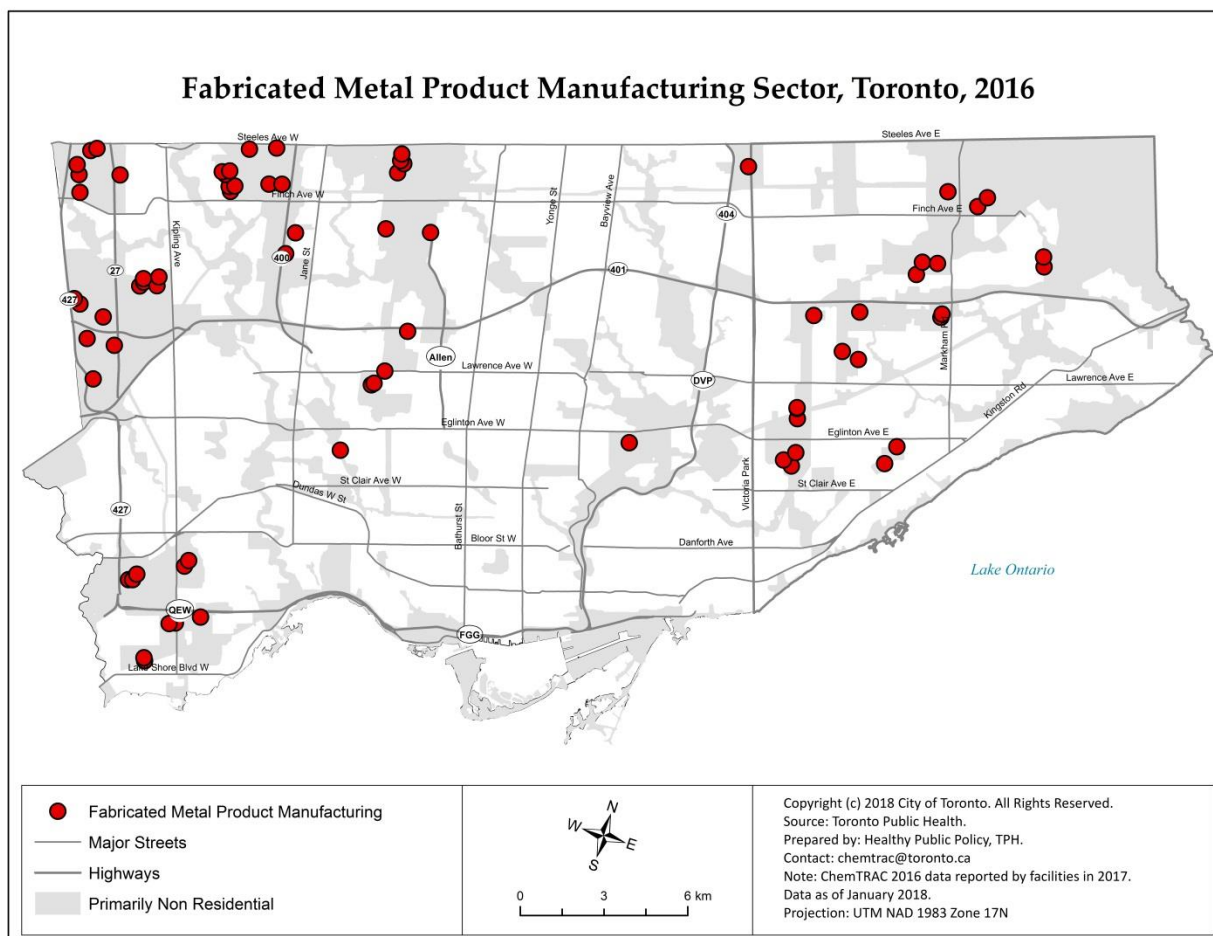 Fabricated Metal Product Manufacturing Sector, Toronto, 2016
Steeles Ave W
Steeles Ave E
Finch Ave W
Finch Ave E
Kipling Ave
Jane St
Yonge St
Bayview Ave
404
27
400
401
427
Markham Rd
Allen
Lawrence Ave W
DVP
Lawrence Ave E
Kingston Rd
Eglinton Ave W
Eglinton Ave E
St Clair Ave W
St Clair Ave E
Dundas W St
Victoria Park
427
Bathurst St
Bloor St W
Danforth Ave
Lake Ontario
QEW
FGG
Lake Shore Blvd W
Fabricated Metal Product Manufacturing
Major Streets
Highways
Primarily Non Residential
N
W
E
S
0 3 6 km
Copyright (c) 2018 City of Toronto. All Rights Reserved.
Source: Toronto Public Health.
Prepared by: Healthy Public Policy, TPH.
Contact: chemtrac@toronto.ca
Note: ChemTRAC 2016 data reported by facilities in 2017.
Data as of January 2018.
Projection: UTM NAD 1983 Zone 17N